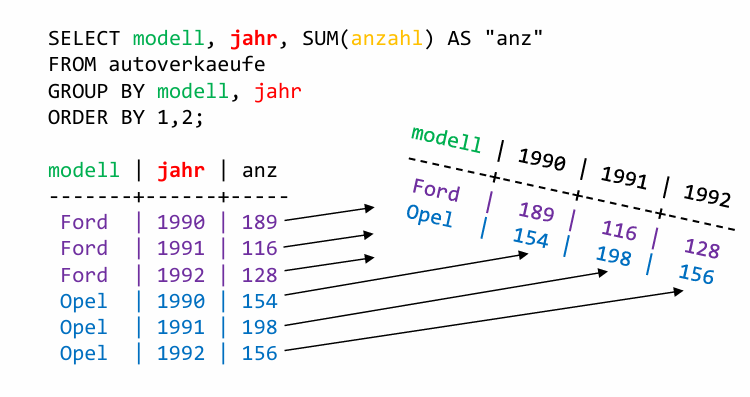 SELECT modell, jahr, SUM(anzahl) AS "anz"
FROM autoverkaeufe
GROUP BY modell, jahr
ORDER BY 1,2;
modell | jahr | anz
-------+------+-----
Ford | 1990 | 189
Ford | 1991 | 116
Ford | 1992 | 128
Opel | 1990 | 154
Opel | 1991 | 198
Opel | 1992 | 156
modell | 1990 | 1991 | 1992
-------+------+------+------
Ford | 189 | 116 | 128
Opel | 154 | 198 | 156